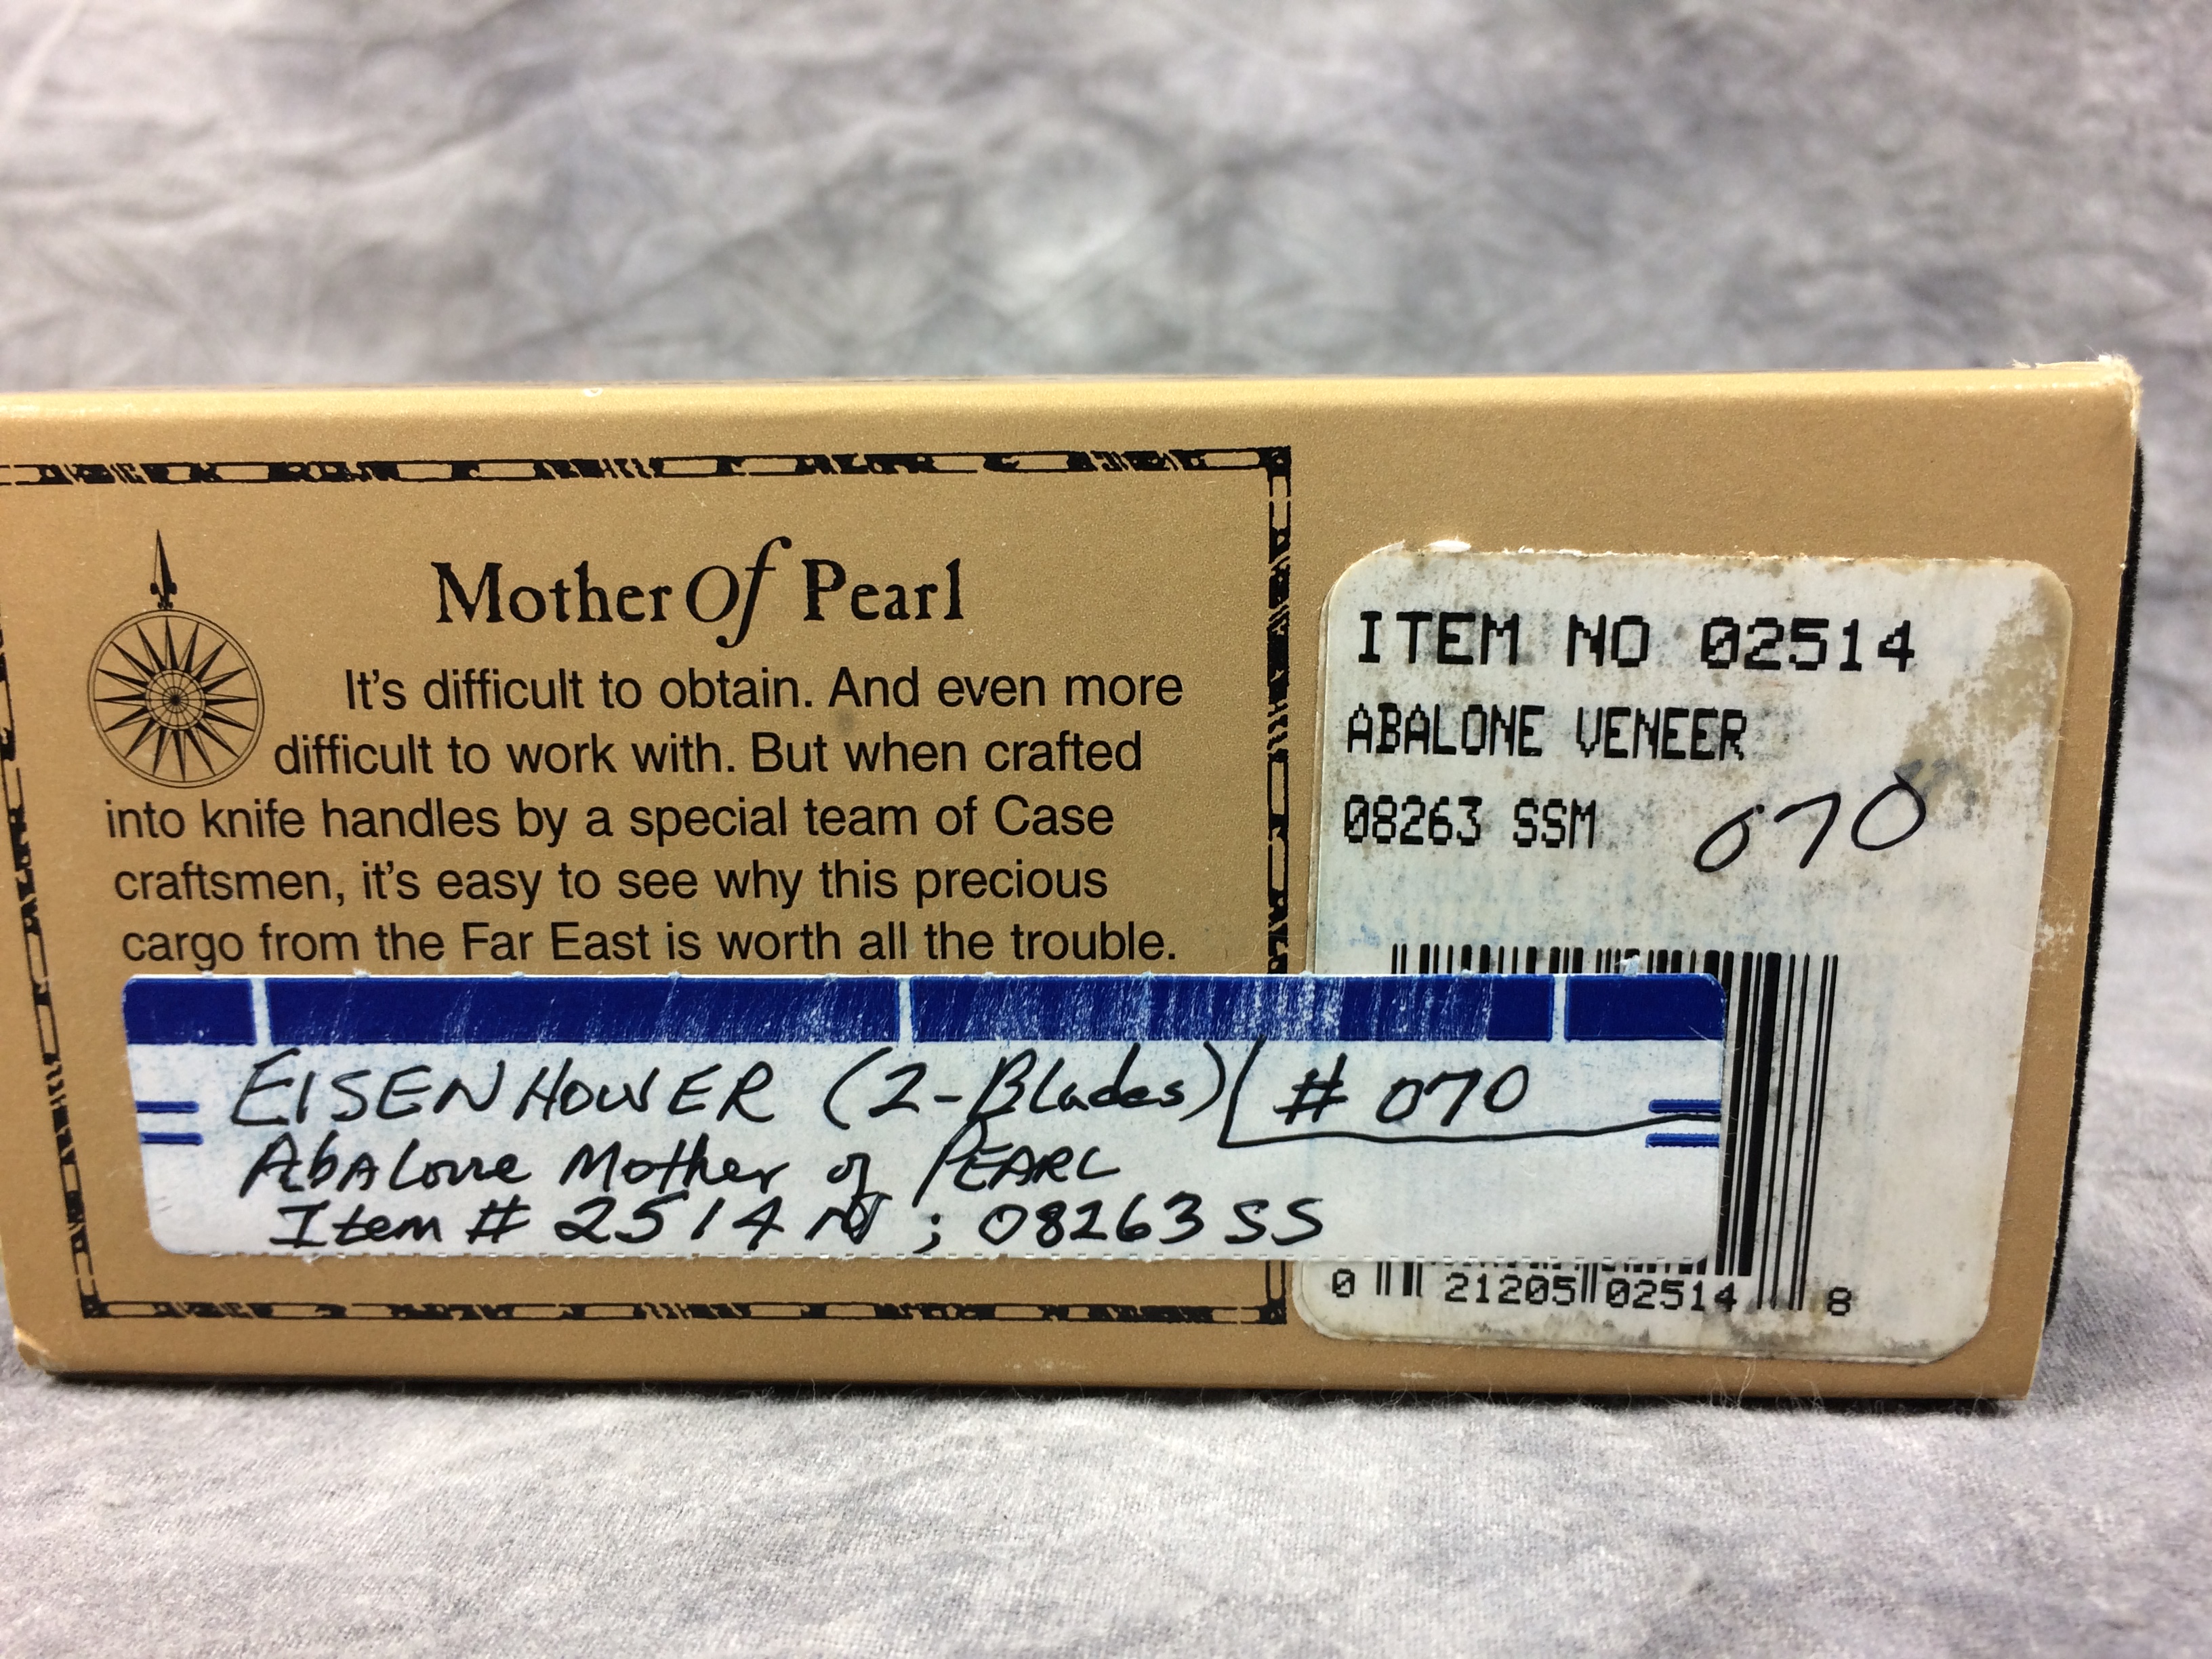 Mother Of Pearl
It's difficult to obtain. And even more
difficult to work with. But when crafted
into knife handles by a special team of Case
craftsmen, it's easy to see why this precious
cargo from the Far East is worth all the trouble.
ITEM NO 02514
ABALONE VENEER
08263 SSM 070
EISENHOWER (2-Blades) # 070
Abalone Mother of PEARL
Item # 2514 N ; 08263 SS
0 21205 02514 8